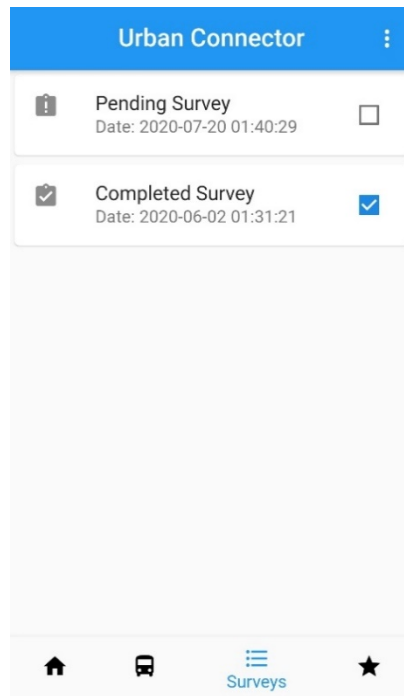 Urban Connector
Pending Survey
Date: 2020-07-20 01:40:29
Completed Survey
Date: 2020-06-02 01:31:21
Surveys